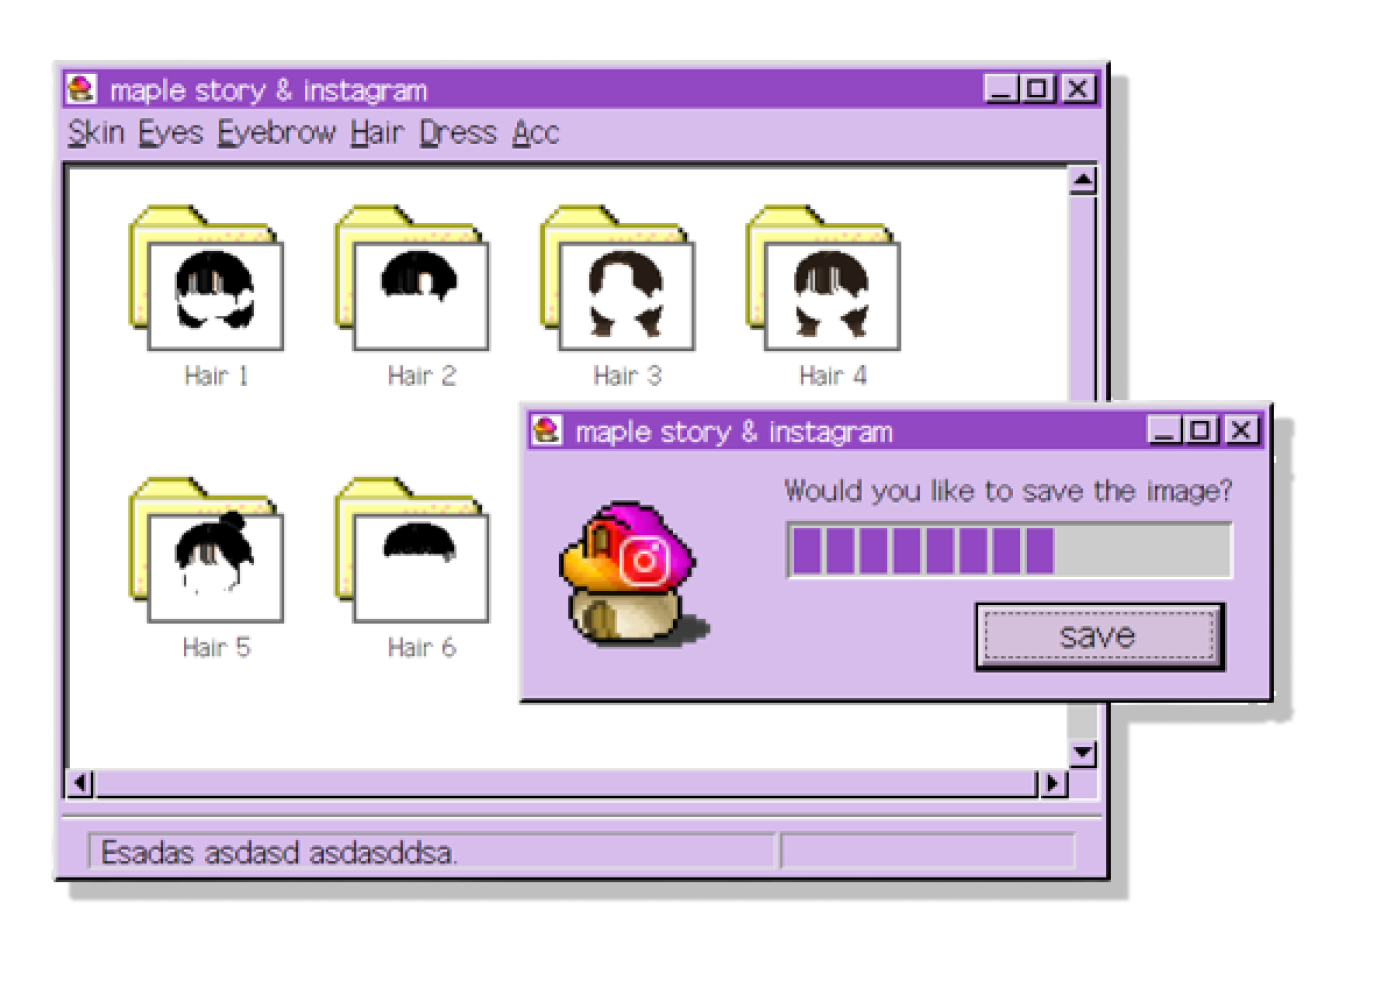 maple story & instagram
Skin Eyes Eyebrow Hair Dress Acc
Hair 1 Hair 2 Hair 3 Hair 4
maple story & instagram
Would you like to save the image?
save
Hair 5 Hair 6
Esadas asdasd asdasddsa.